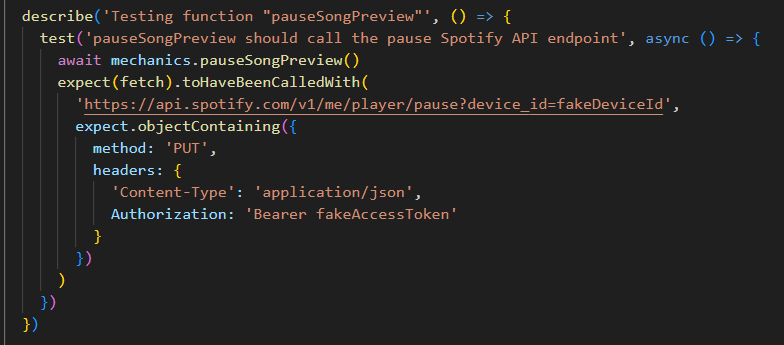 describe('Testing function "pauseSongPreview"', () => {
  test('pauseSongPreview should call the pause Spotify API endpoint', async () => {
    await mechanics.pauseSongPreview()
    expect(fetch).toHaveBeenCalledWith(
      'https://api.spotify.com/v1/me/player/pause?device_id=fakeDeviceId',
      expect.objectContaining({
        method: 'PUT',
        headers: {
          'Content-Type': 'application/json',
          Authorization: 'Bearer fakeAccessToken'
        }
      })
    )
  })
})